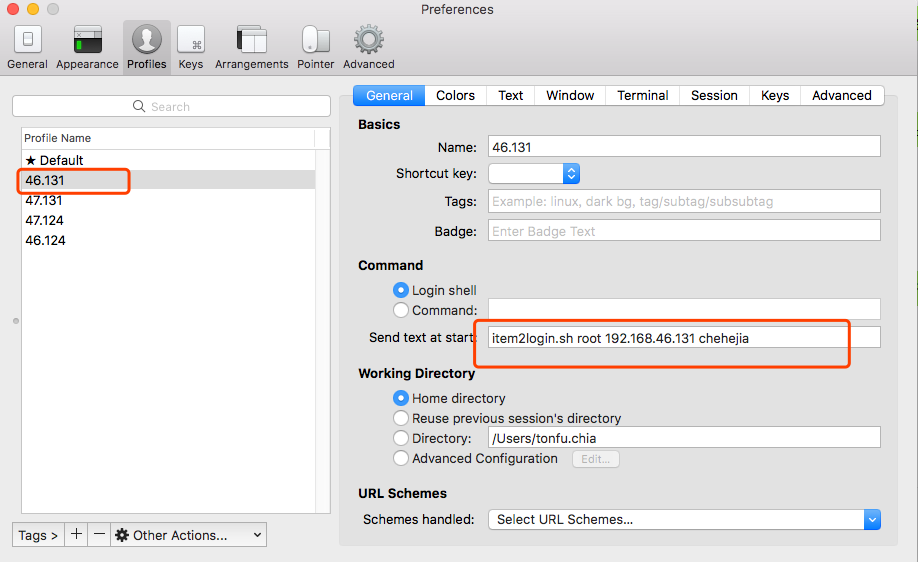 Preferences
General Appearance Profiles Keys Arrangements Pointer Advanced
Search
General Colors Text Window Terminal Session Keys Advanced
Profile Name
★ Default
46.131
47.131
47.124
46.124
Tags > + − Other Actions...
Basics
Name: 46.131
Shortcut key:
Tags: Example: linux, dark bg, tag/subtag/subsubtag
Badge: Enter Badge Text
Command
Login shell
Command:
Send text at start: item2login.sh root 192.168.46.131 chehejia
Working Directory
Home directory
Reuse previous session's directory
Directory: /Users/tonfu.chia
Advanced Configuration Edit...
URL Schemes
Schemes handled: Select URL Schemes...